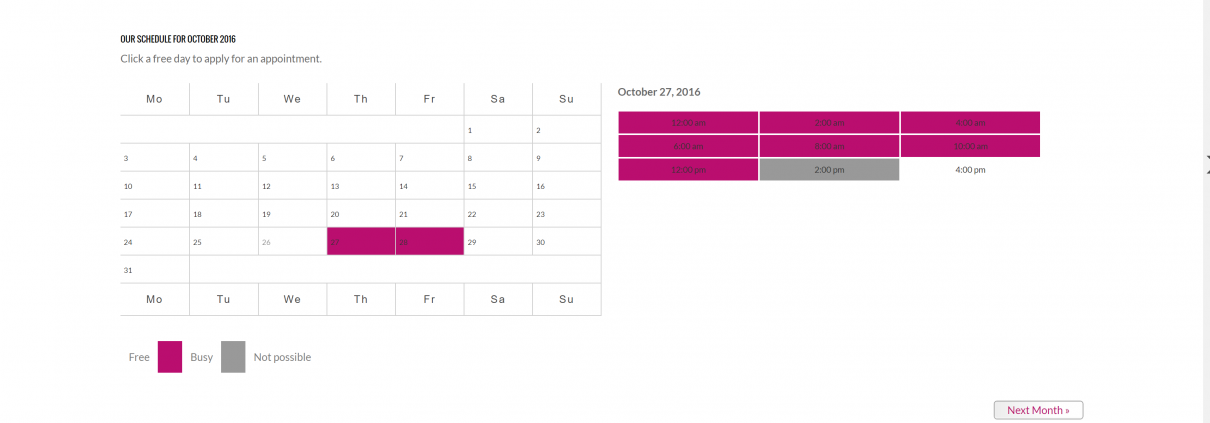 OUR SCHEDULE FOR OCTOBER 2016
Click a free day to apply for an appointment.
Mo Tu We Th Fr Sa Su
1 2
3 4 5 6 7 8 9
10 11 12 13 14 15 16
17 18 19 20 21 22 23
24 25 26 27 28 29 30
31
Mo Tu We Th Fr Sa Su
Free Busy Not possible
October 27, 2016
12:00 am 2:00 am 4:00 am
6:00 am 8:00 am 10:00 am
12:00 pm 2:00 pm 4:00 pm
Next Month »